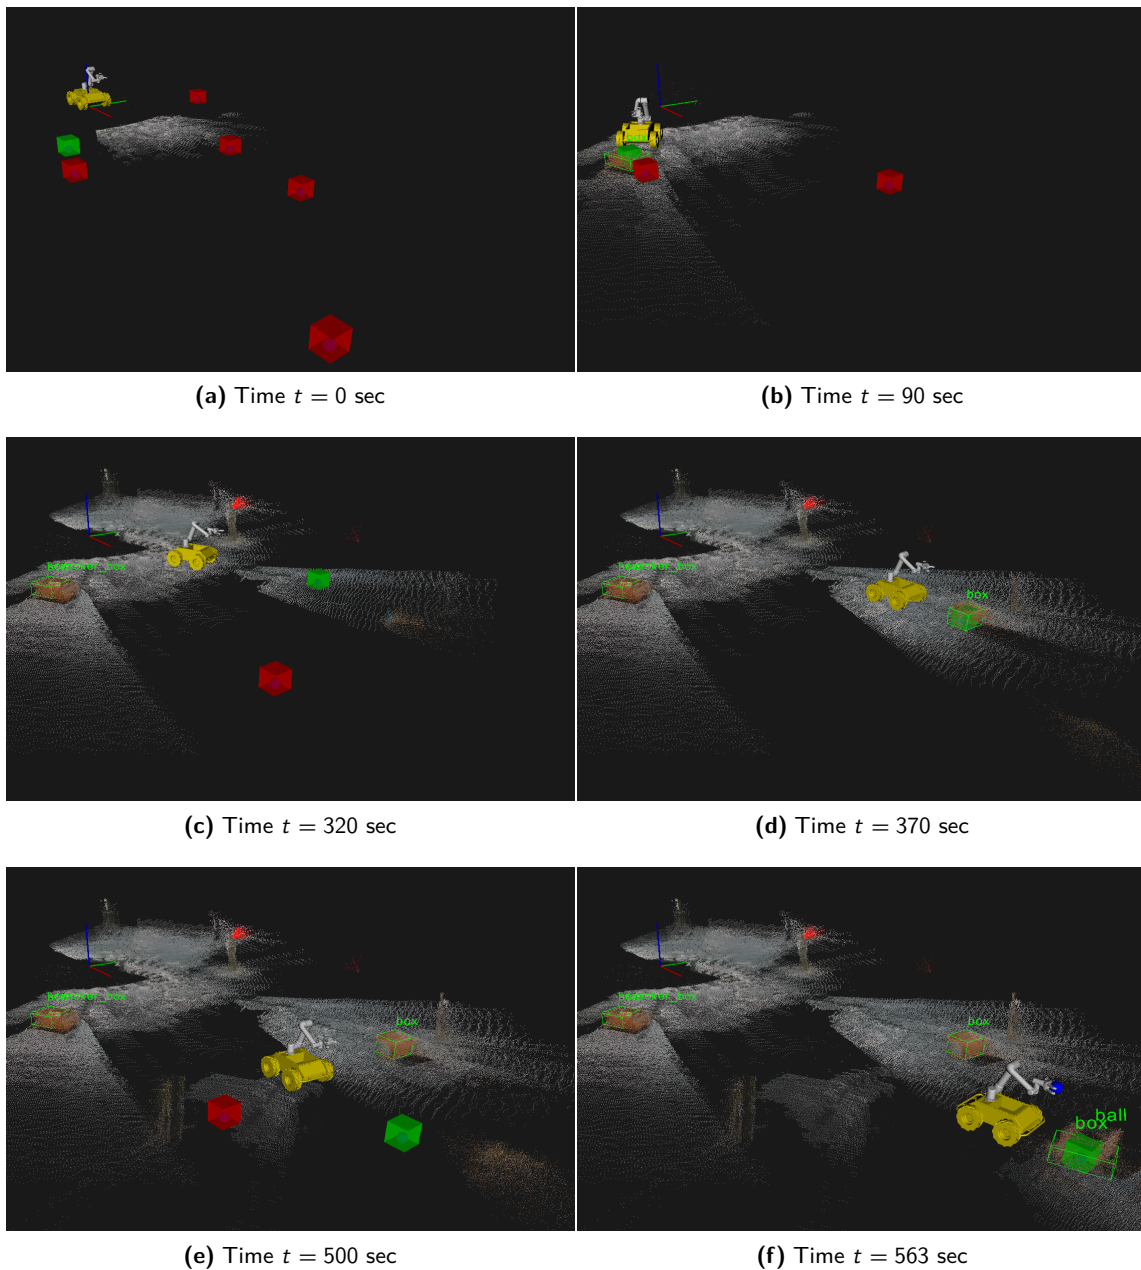 (a) Time t = 0 sec
(b) Time t = 90 sec
box
(c) Time t = 320 sec
(d) Time t = 370 sec
box
box
box
ball
(e) Time t = 500 sec
(f) Time t = 563 sec